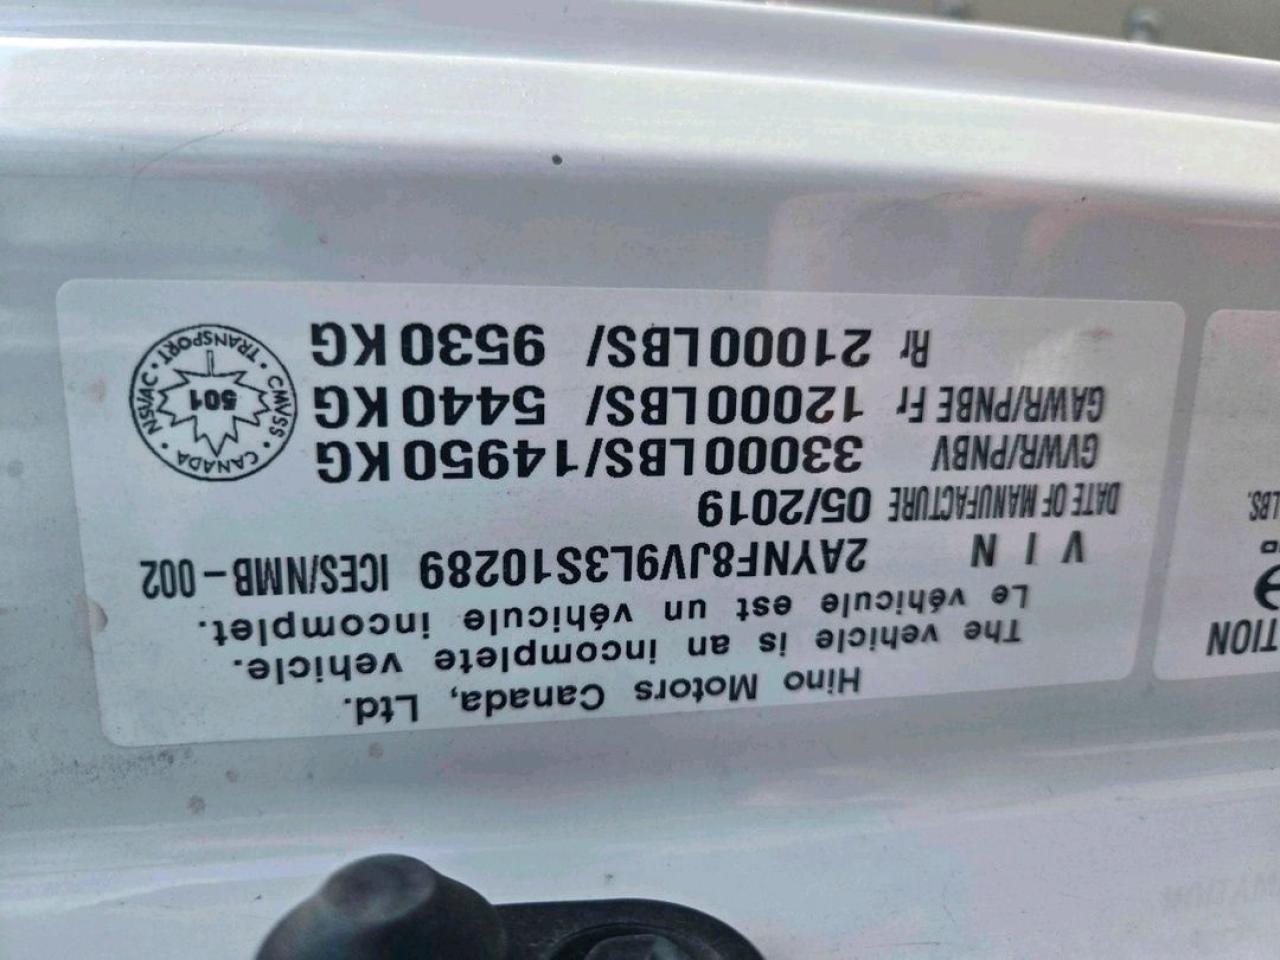 Hino Motors Canada, Ltd.
The vehicle is an incomplete vehicle.
Le véhicule est un véhicule incomplet.
V I N 2AYNF8JV9L3S10289 ICES/NMB-002
DATE OF MANUFACTURE 05/2019
GVWR/PNBV 33000LBS/14950KG
GAWR/PNBE Fr 12000LBS/ 5440KG
Rr 21000LBS/ 9530KG
CANADA • NSVAC • TRANSPORT • CMVSS •
501
TION
LBS.